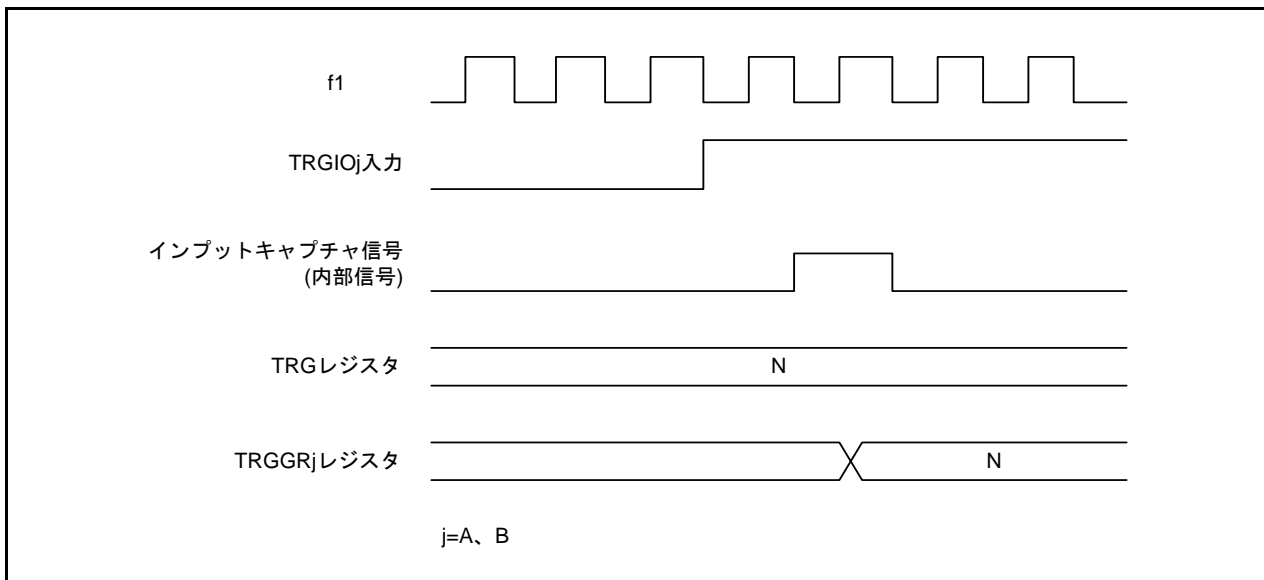 f1
TRGIOj入力
インプットキャプチャ信号
(内部信号)
TRGレジスタ
N
TRGGRjレジスタ
N
j=A、B